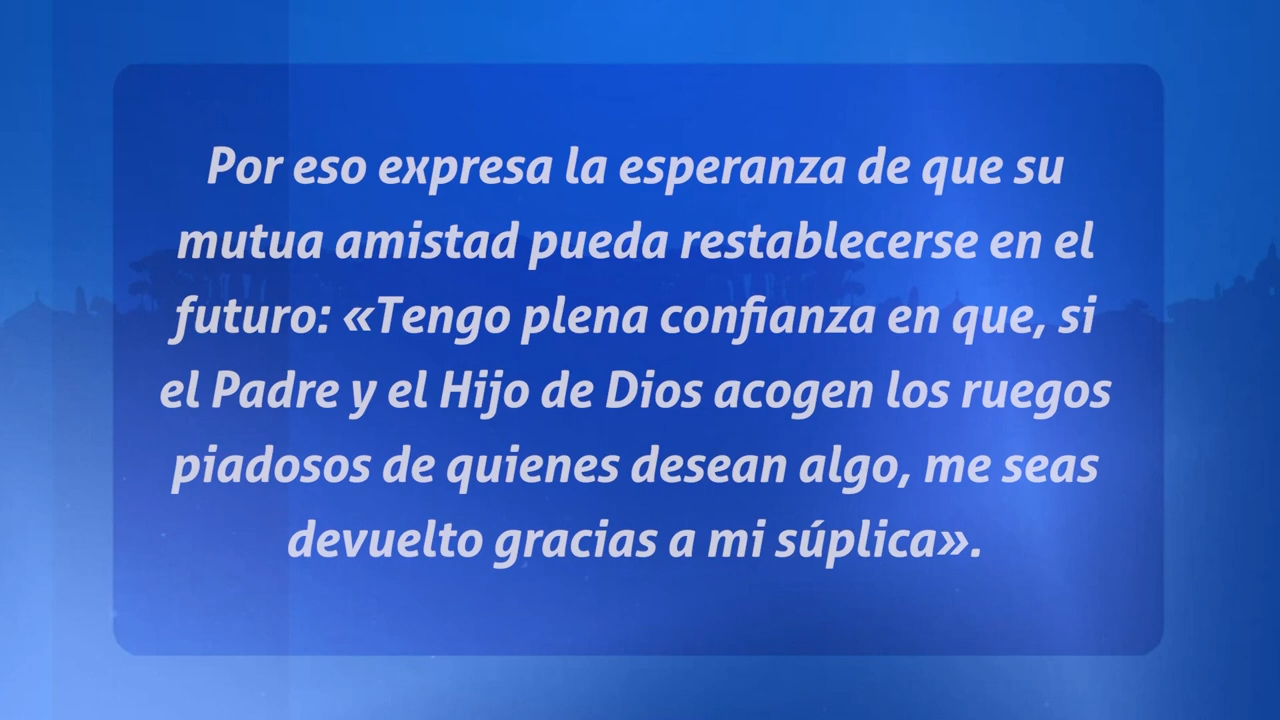 Por eso expresa la esperanza de que su
mutua amistad pueda restablecerse en el
futuro: «Tengo plena confianza en que, si
el Padre y el Hijo de Dios acogen los ruegos
piadosos de quienes desean algo, me seas
devuelto gracias a mi súplica».